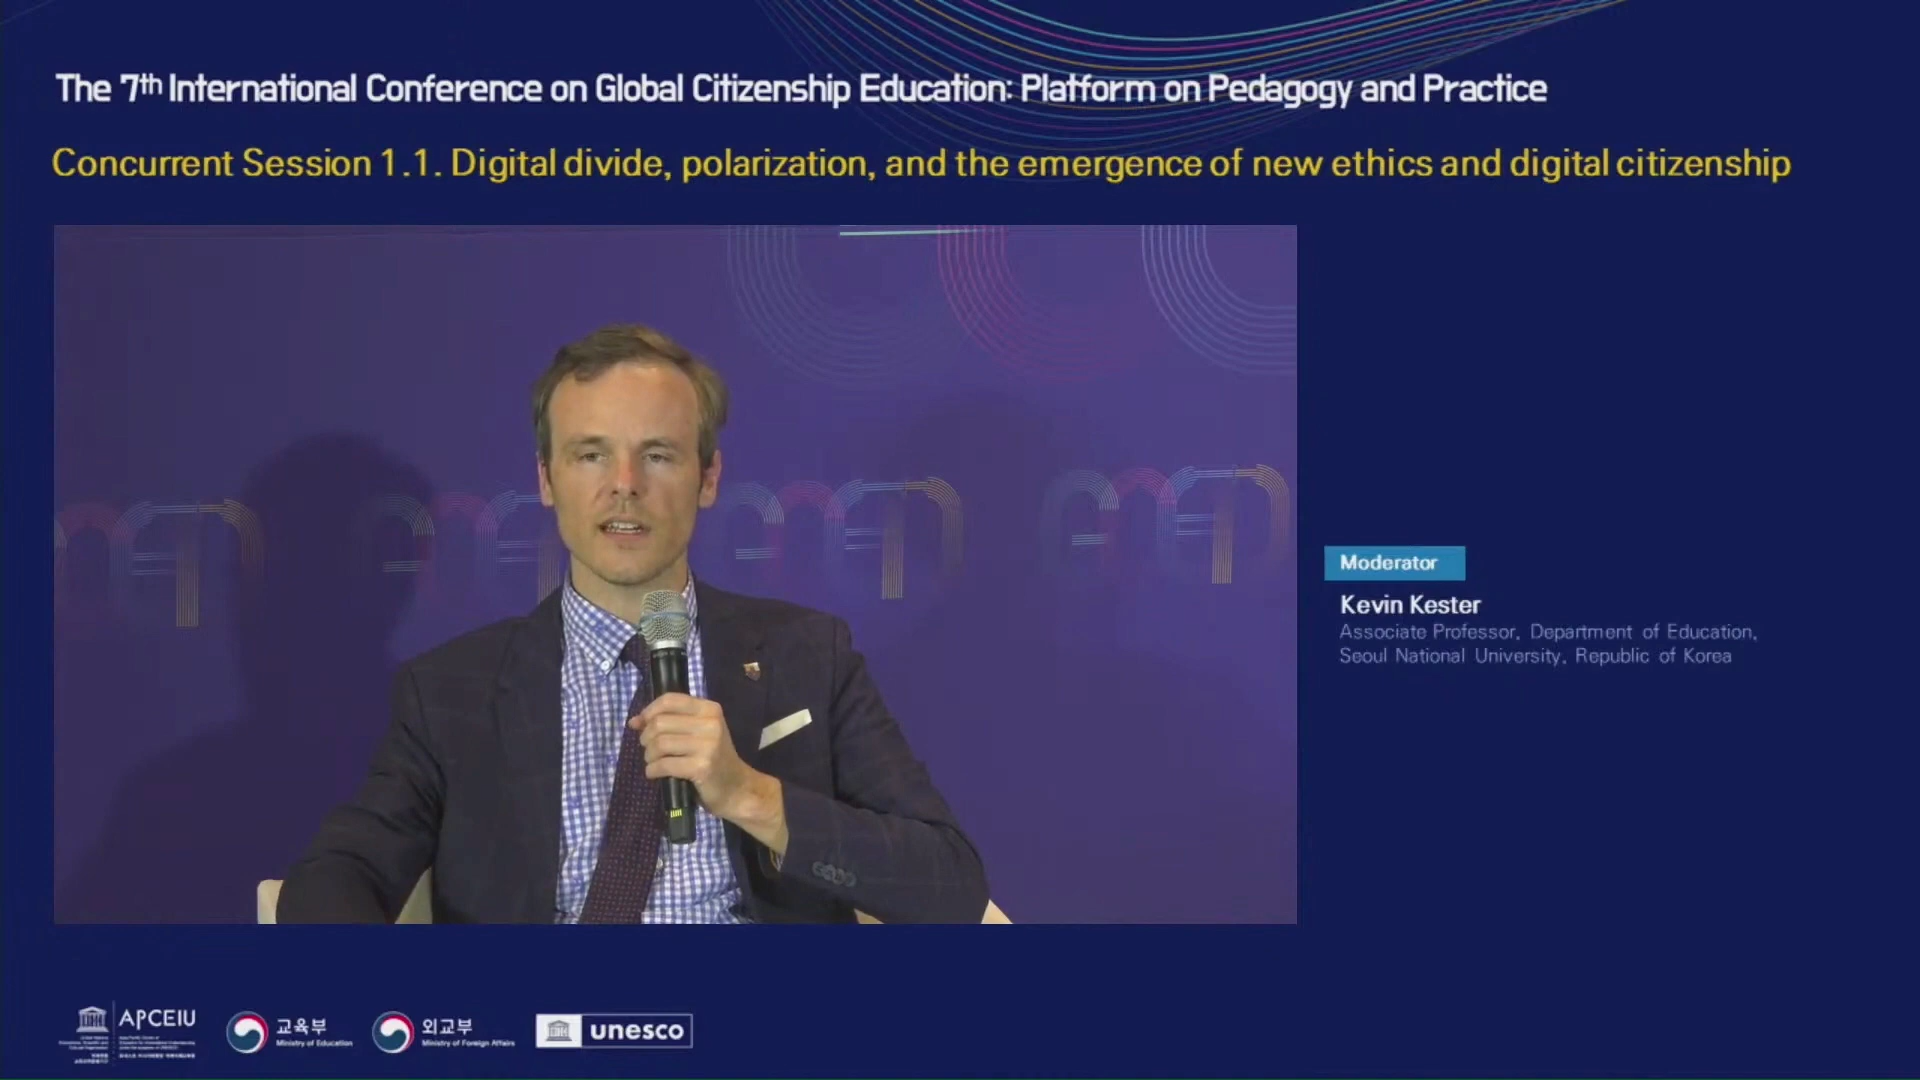 The 7th International Conference on Global Citizenship Education: Platform on Pedagogy and Practice
Concurrent Session 1.1. Digital divide, polarization, and the emergence of new ethics and digital citizenship
Moderator
Kevin Kester
Associate Professor, Department of Education,
Seoul National University, Republic of Korea
APCEIU
교육부
Ministry of Education
외교부
Ministry of Foreign Affairs
unesco